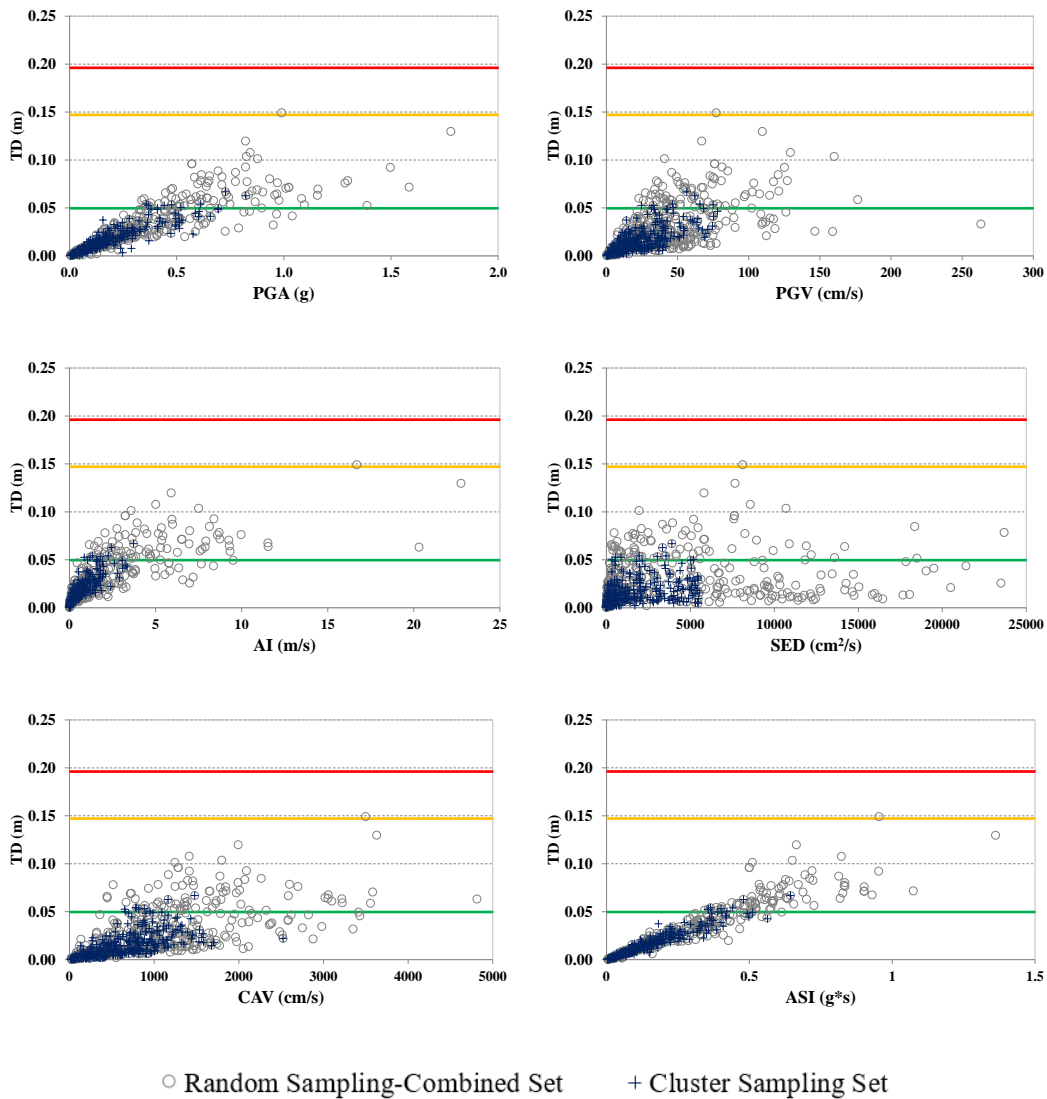 0.25
0.20
0.15
0.10
0.05
0.00
TD (m)
0.0 0.5 1.0 1.5 2.0
PGA (g)
0.25
0.20
0.15
0.10
0.05
0.00
TD (m)
0 50 100 150 200 250 300
PGV (cm/s)
0.25
0.20
0.15
0.10
0.05
0.00
TD (m)
0 5 10 15 20 25
AI (m/s)
0.25
0.20
0.15
0.10
0.05
0.00
TD (m)
0 5000 10000 15000 20000 25000
SED (cm²/s)
0.25
0.20
0.15
0.10
0.05
0.00
TD (m)
0 1000 2000 3000 4000 5000
CAV (cm/s)
0.25
0.20
0.15
0.10
0.05
0.00
TD (m)
0 0.5 1 1.5
ASI (g*s)
Random Sampling-Combined Set Cluster Sampling Set